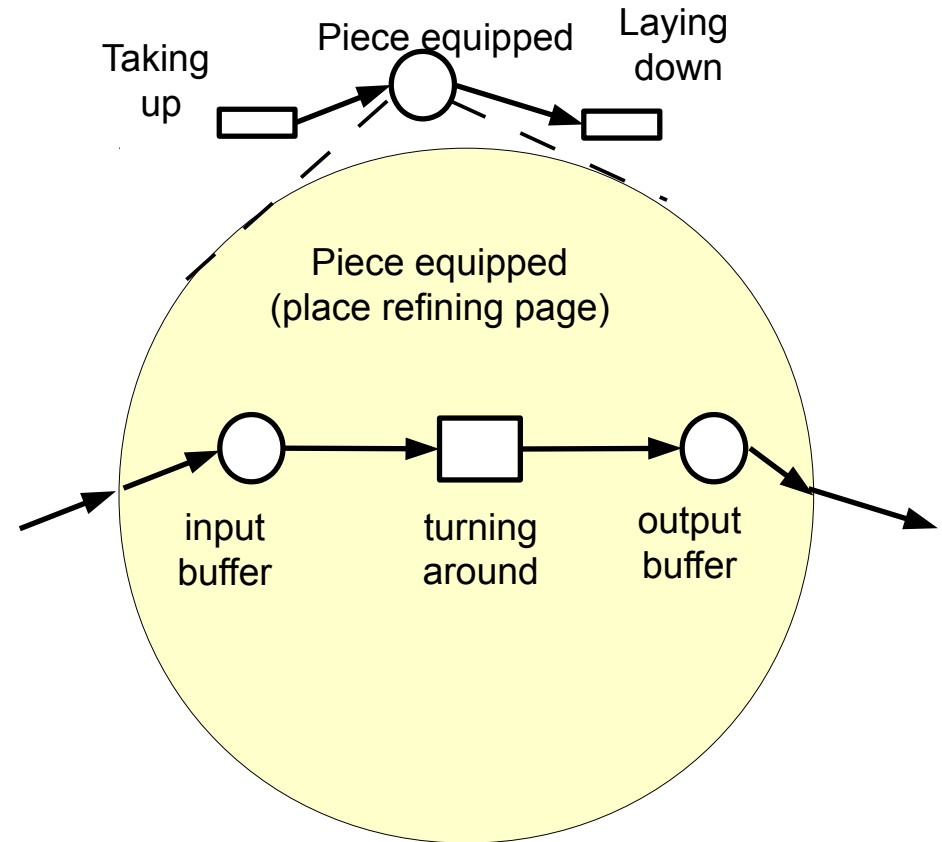 Taking
up
Piece equipped
Laying
down
Piece equipped
(place refining page)
input
buffer
turning
around
output
buffer